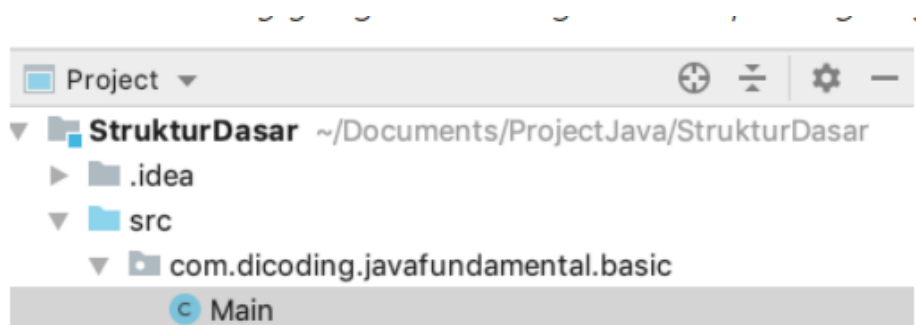 Project
StrukturDasar ~/Documents/ProjectJava/StrukturDasar
.idea
src
com.dicoding.javafundamental.basic
C Main